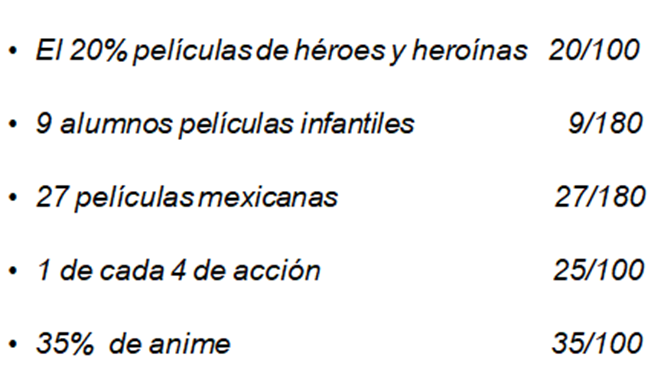 • El 20% películas de héroes y heroínas 20/100
• 9 alumnos películas infantiles 9/180
• 27 películas mexicanas 27/180
• 1 de cada 4 de acción 25/100
• 35% de anime 35/100